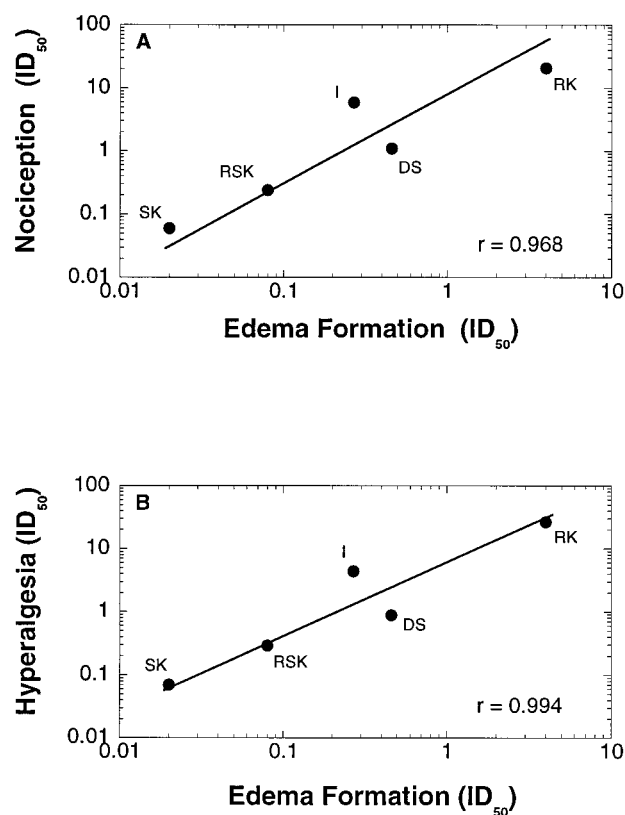 Nociception (ID50)
100
10
1
0.1
0.01
A
I
RK
DS
RSK
SK
r = 0.968
0.01
0.1
1
10
Edema Formation (ID50)
Hyperalgesia (ID50)
100
10
1
0.1
0.01
B
I
RK
DS
SK
RSK
r = 0.994
0.01
0.1
1
10
Edema Formation (ID50)